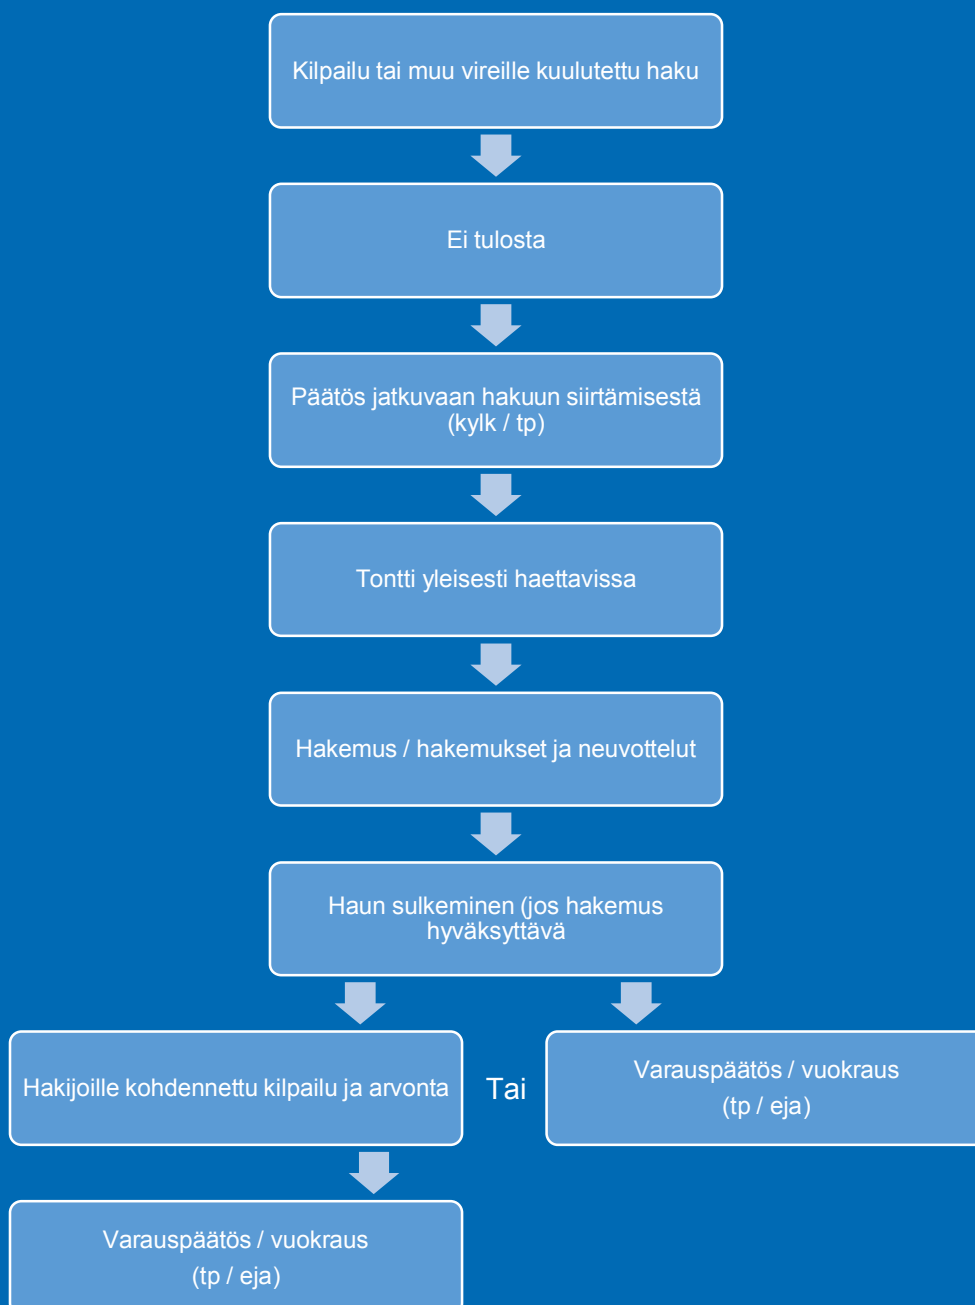 Kilpailu tai muu vireille kuulutettu haku
Ei tulosta
Päätös jatkuvaan hakuun siirtämisestä
(kylk / tp)
Tontti yleisesti haettavissa
Hakemus / hakemukset ja neuvottelut
Haun sulkeminen (jos hakemus
hyväksyttävä
Hakijoille kohdennettu kilpailu ja arvonta
Tai
Varauspäätös / vuokraus
(tp / eja)
Varauspäätös / vuokraus
(tp / eja)